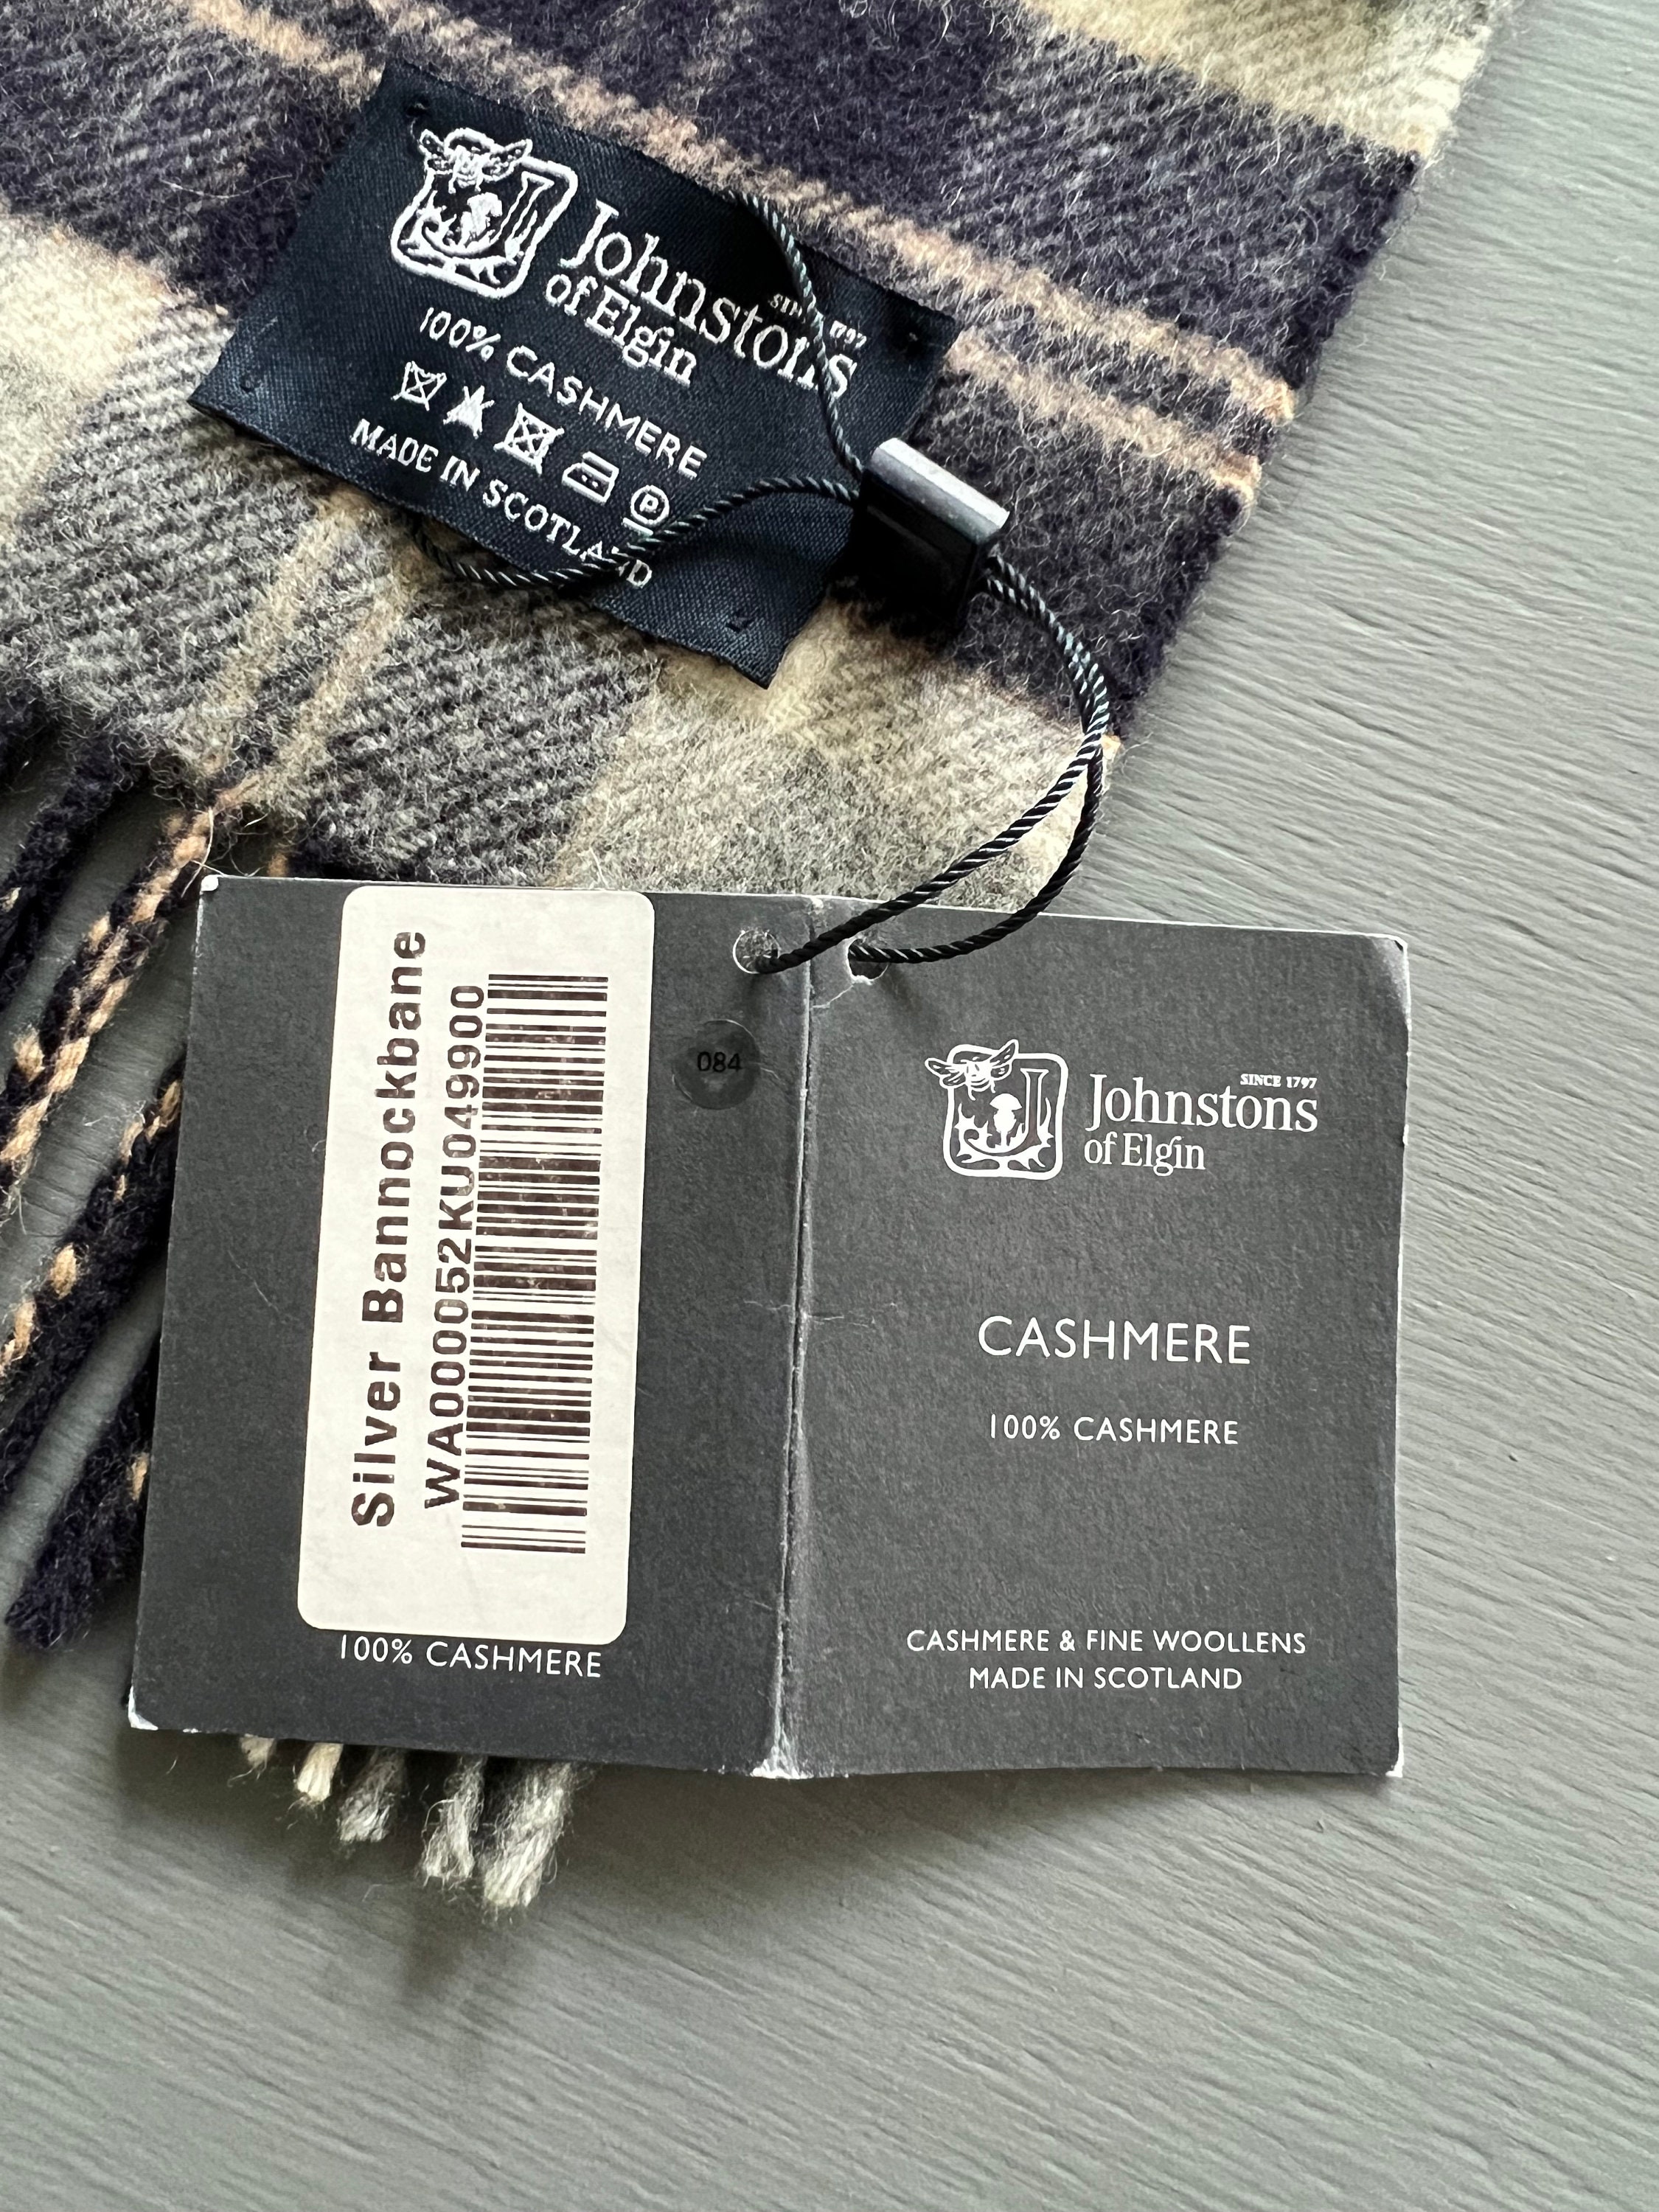 SINCE 1797
Johnstons
of Elgin
100% CASHMERE
P
MADE IN SCOTLAND
Silver Bannockbane
WA000052KU049900
084
100% CASHMERE
SINCE 1797
Johnstons
of Elgin
CASHMERE
100% CASHMERE
CASHMERE & FINE WOOLLENS
MADE IN SCOTLAND